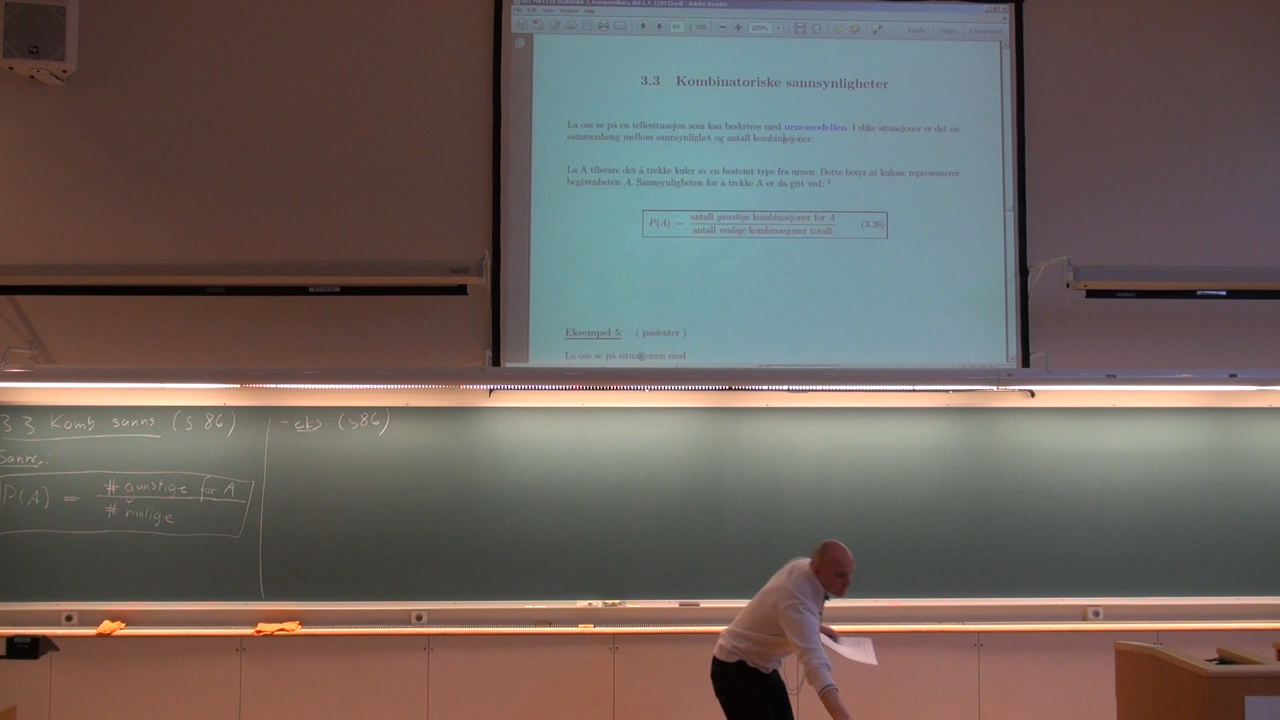 3.3 Kombinatoriske sannsynligheter
La oss se på en tellesituasjon som kan beskrives med urnemodellen. I slike situasjoner er det en
sammenheng mellom sannsynlighet og antall kombinasjoner:
La A tilsvare det å trekke kuler av en bestemt type fra urnen. Dette betyr at kulene representerer
begivenheten A. Sannsynligheten for å trekke A er da gitt ved: 2
P(A) = antall gunstige kombinasjoner for A (3.26)
antall mulige kombinasjoner totalt
Eksempel 5: ( pasienter )
La oss se på situasjonen med
3.3 Komb sanns (s 86)
Sanns.:
P(A) = # gunstige for A
# mulige
- eks (s86)